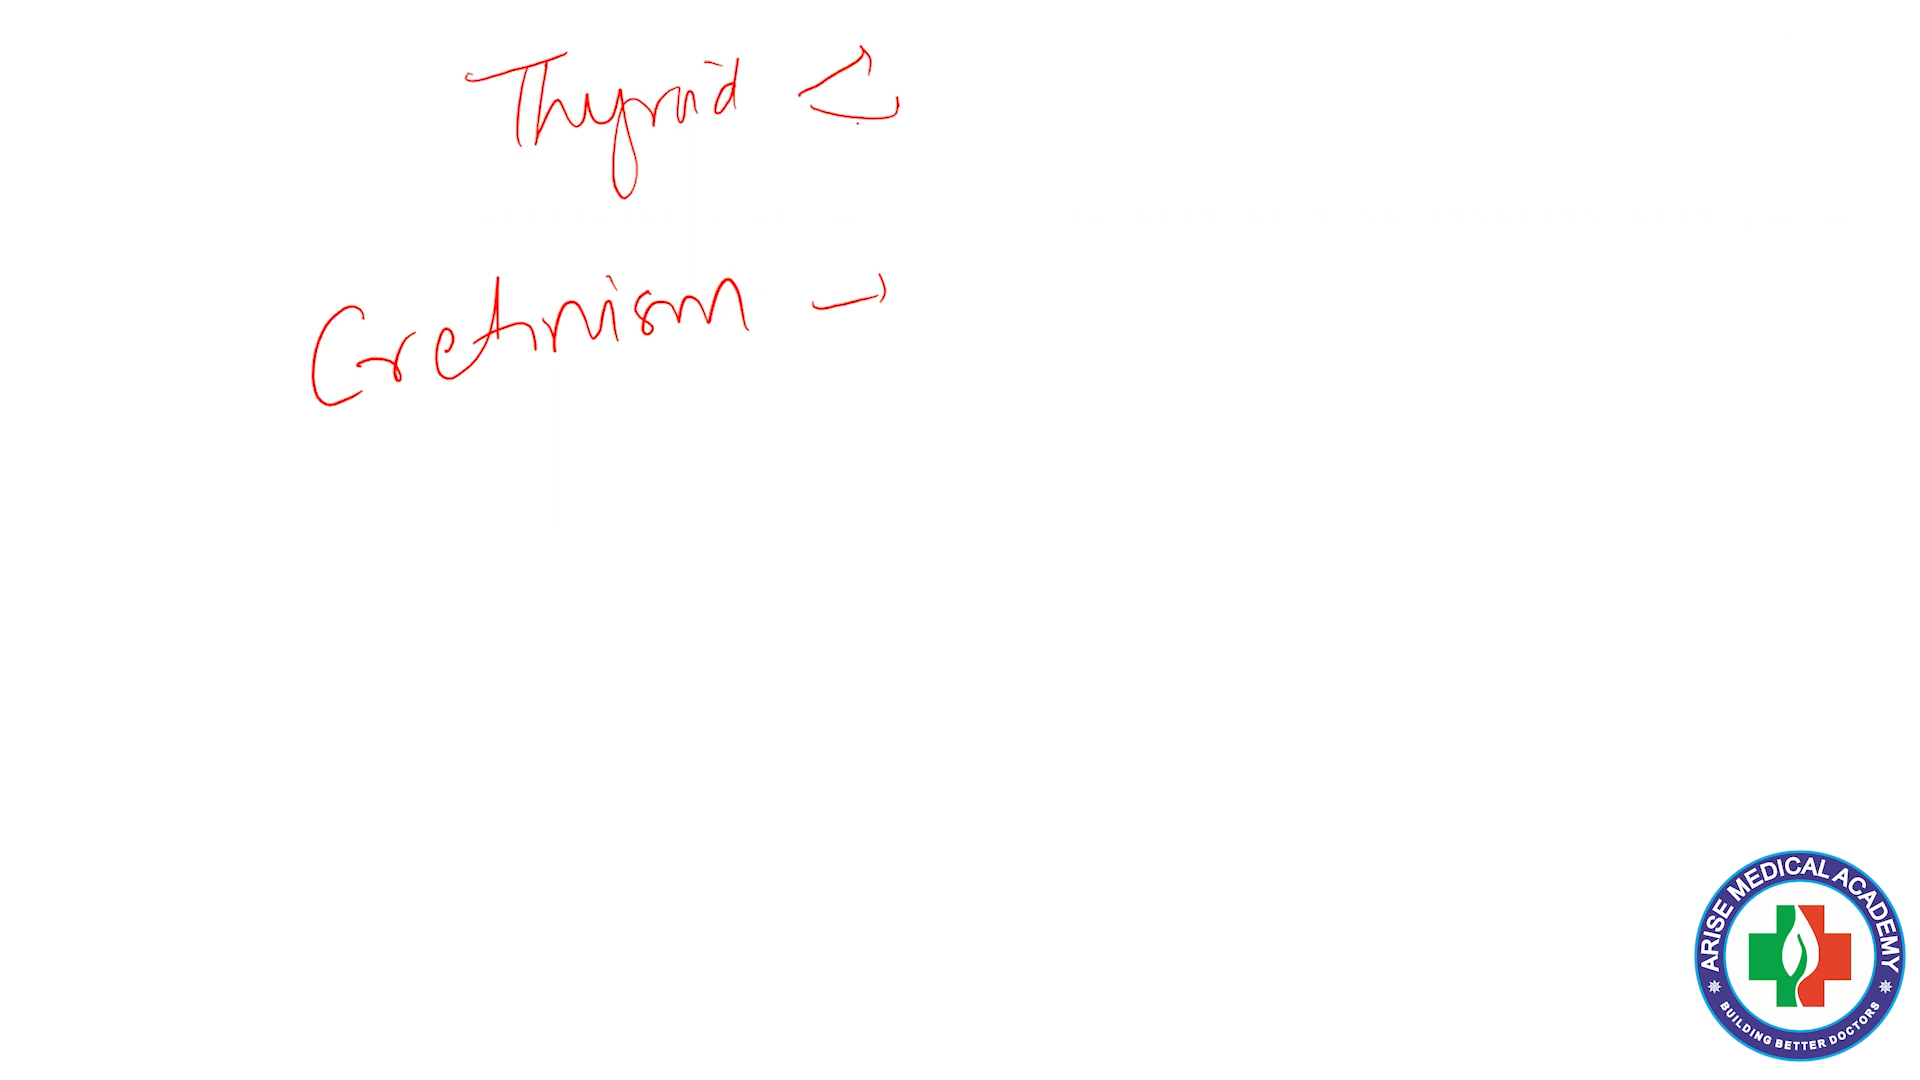 Thyroid <
Cretinism →
ARISE MEDICAL ACADEMY
BUILDING BETTER DOCTORS